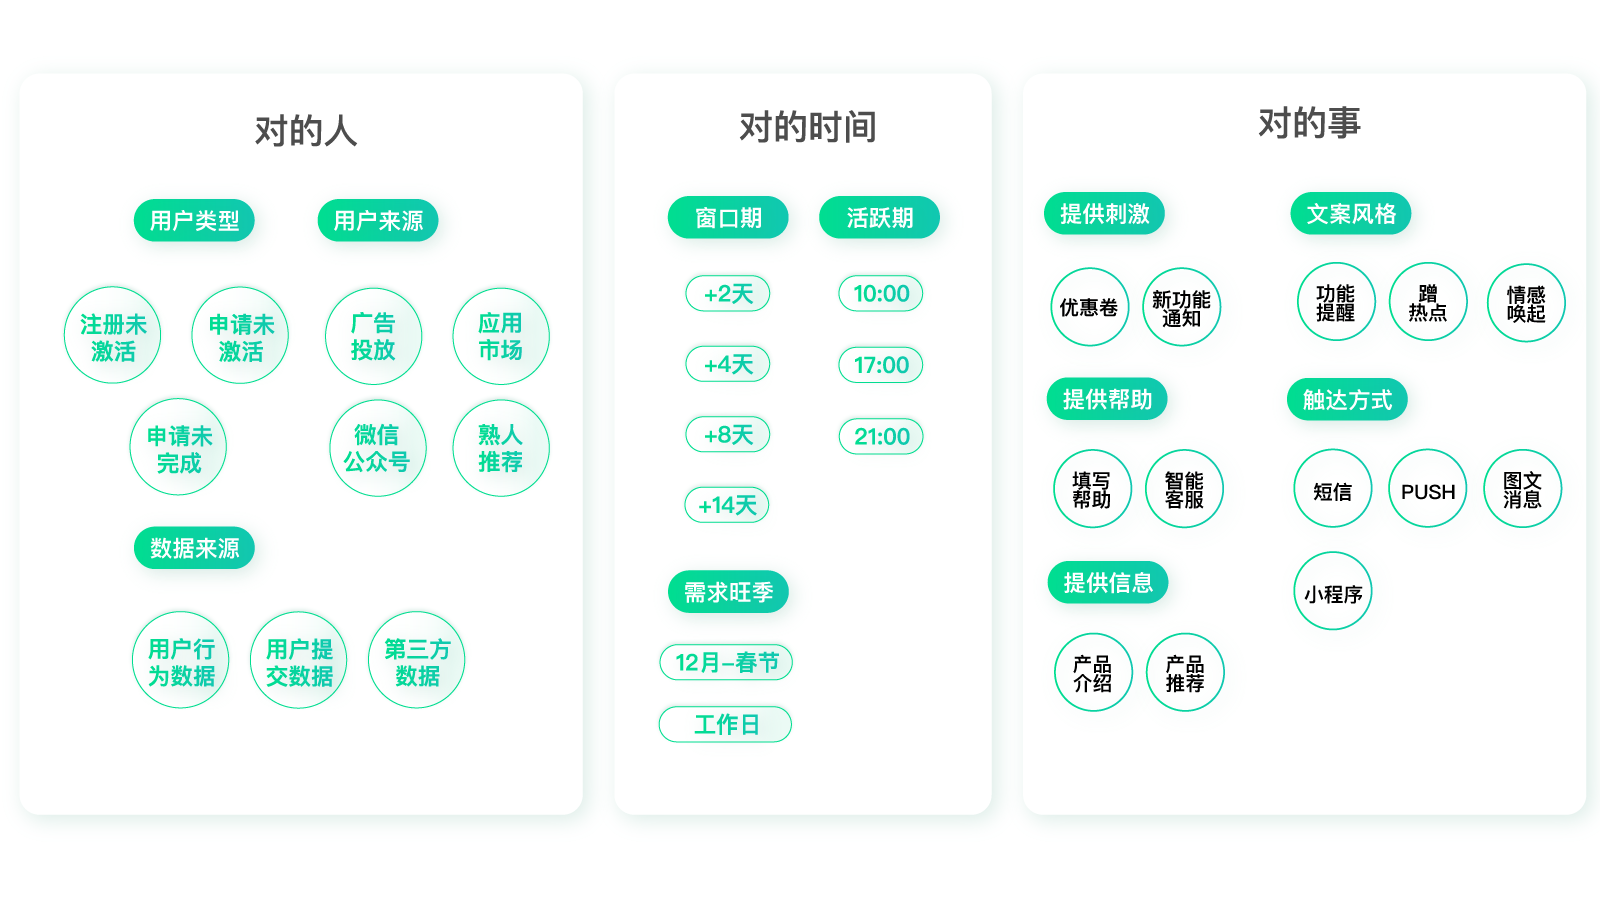 对的人
用户类型
用户来源
注册未
激活
申请未
激活
广告
投放
应用
市场
申请未
完成
微信
公众号
熟人
推荐
数据来源
用户行
为数据
用户提
交数据
第三方
数据
对的时间
窗口期
活跃期
+2天
10:00
+4天
17:00
+8天
21:00
+14天
需求旺季
12月-春节
工作日
对的事
提供刺激
文案风格
优惠卷
新功能
通知
功能
提醒
蹭
热点
情感
唤起
提供帮助
触达方式
填写
帮助
智能
客服
短信
PUSH
图文
消息
提供信息
小程序
产品
介绍
产品
推荐